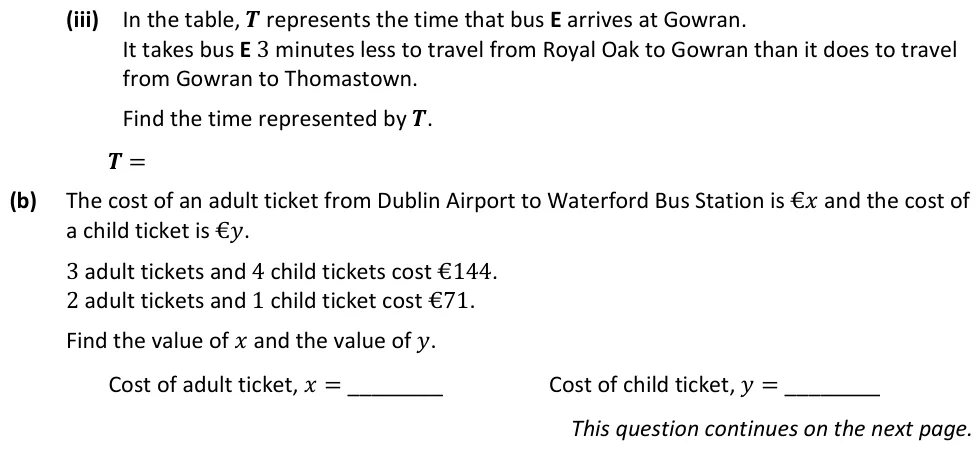 (iii) In the table, T represents the time that bus E arrives at Gowran.
It takes bus E 3 minutes less to travel from Royal Oak to Gowran than it does to travel
from Gowran to Thomastown.
Find the time represented by T.
T =
(b) The cost of an adult ticket from Dublin Airport to Waterford Bus Station is €x and the cost of
a child ticket is €y.
3 adult tickets and 4 child tickets cost €144.
2 adult tickets and 1 child ticket cost €71.
Find the value of x and the value of y.
Cost of adult ticket, x = ________ Cost of child ticket, y = ________
This question continues on the next page.